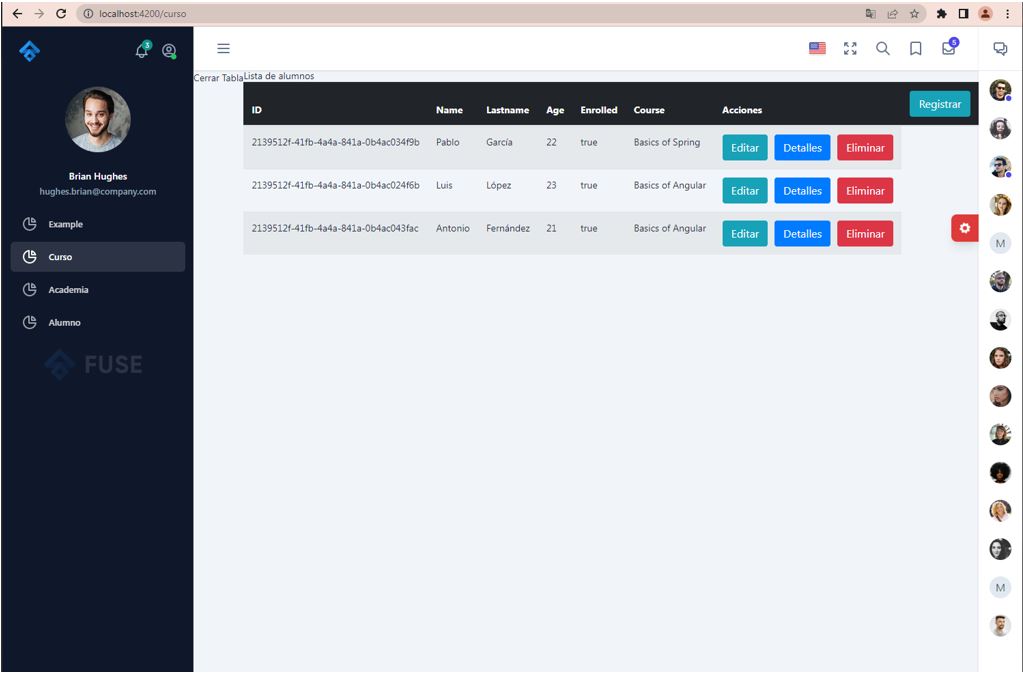 localhost:4200/curso
3
5
Brian Hughes
hughes.brian@company.com
Example
Curso
Academia
Alumno
FUSE
Cerrar Tabla
Lista de alumnos
ID Name Lastname Age Enrolled Course Acciones Registrar
2139512f-41fb-4a4a-841a-0b4ac034f9b Pablo García 22 true Basics of Spring Editar Detalles Eliminar
2139512f-41fb-4a4a-841a-0b4ac024f6b Luis López 23 true Basics of Angular Editar Detalles Eliminar
2139512f-41fb-4a4a-841a-0b4ac043fac Antonio Fernández 21 true Basics of Angular Editar Detalles Eliminar
M
M